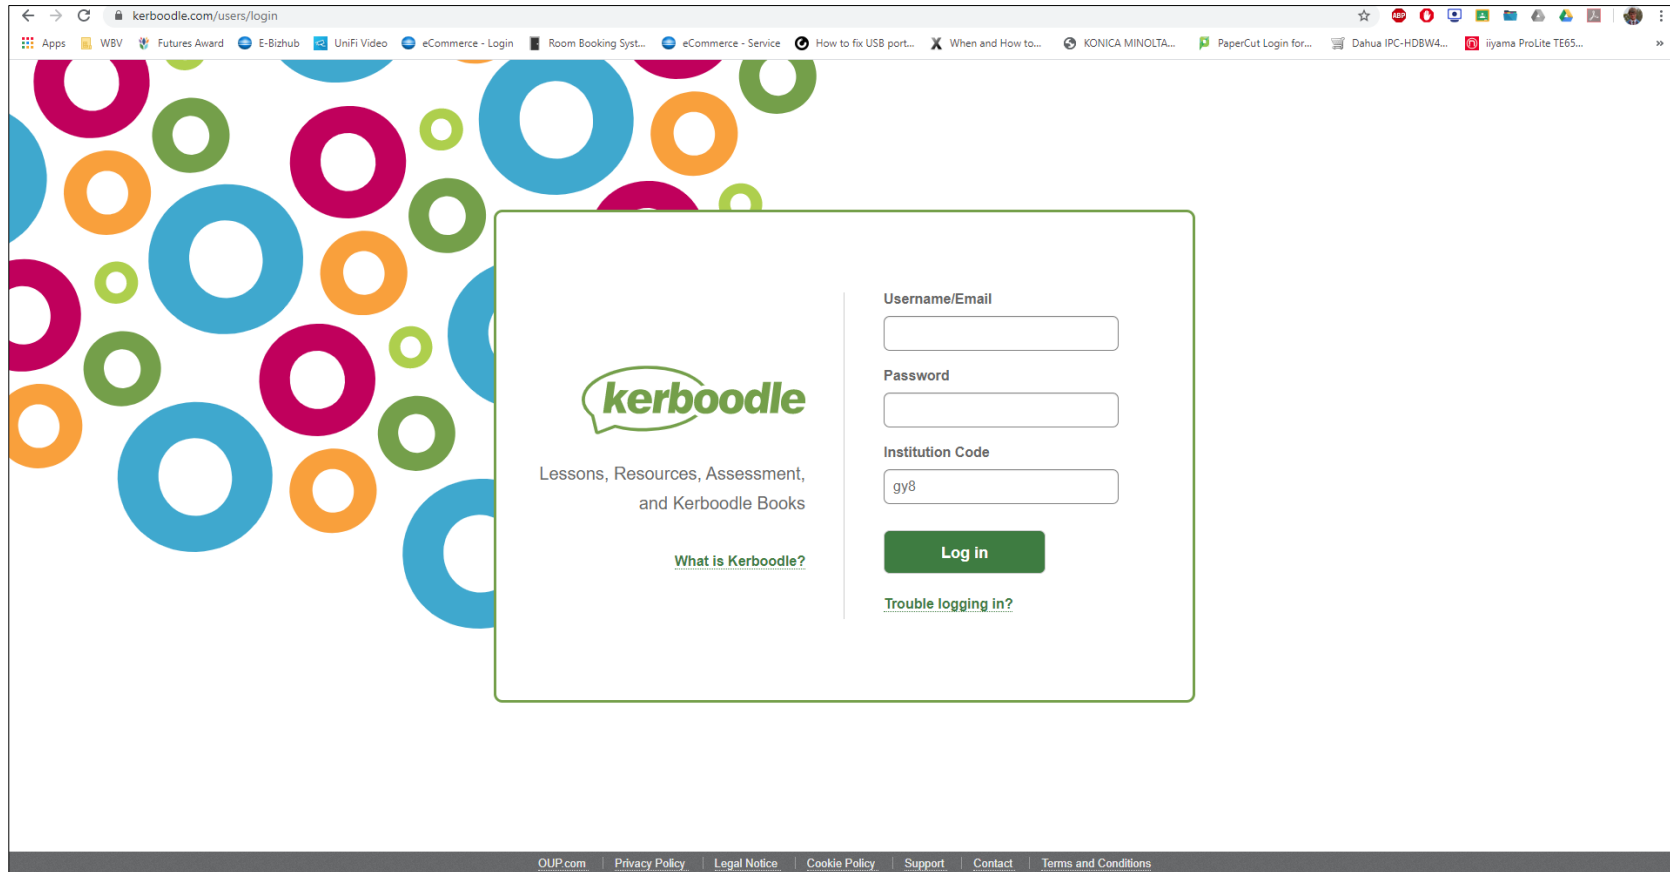 kerboodle.com/users/login
ABP
Apps WBV Futures Award E-Bizhub UniFi Video eCommerce - Login Room Booking Syst... eCommerce - Service How to fix USB port... X When and How to... KONICA MINOLTA... PaperCut Login for... Dahua IPC-HDBW4... iiyama ProLite TE65... »
kerboodle
Lessons, Resources, Assessment,
and Kerboodle Books
What is Kerboodle?
Username/Email
Password
Institution Code
gy8
Log in
Trouble logging in?
OUP.com Privacy Policy Legal Notice Cookie Policy Support Contact Terms and Conditions